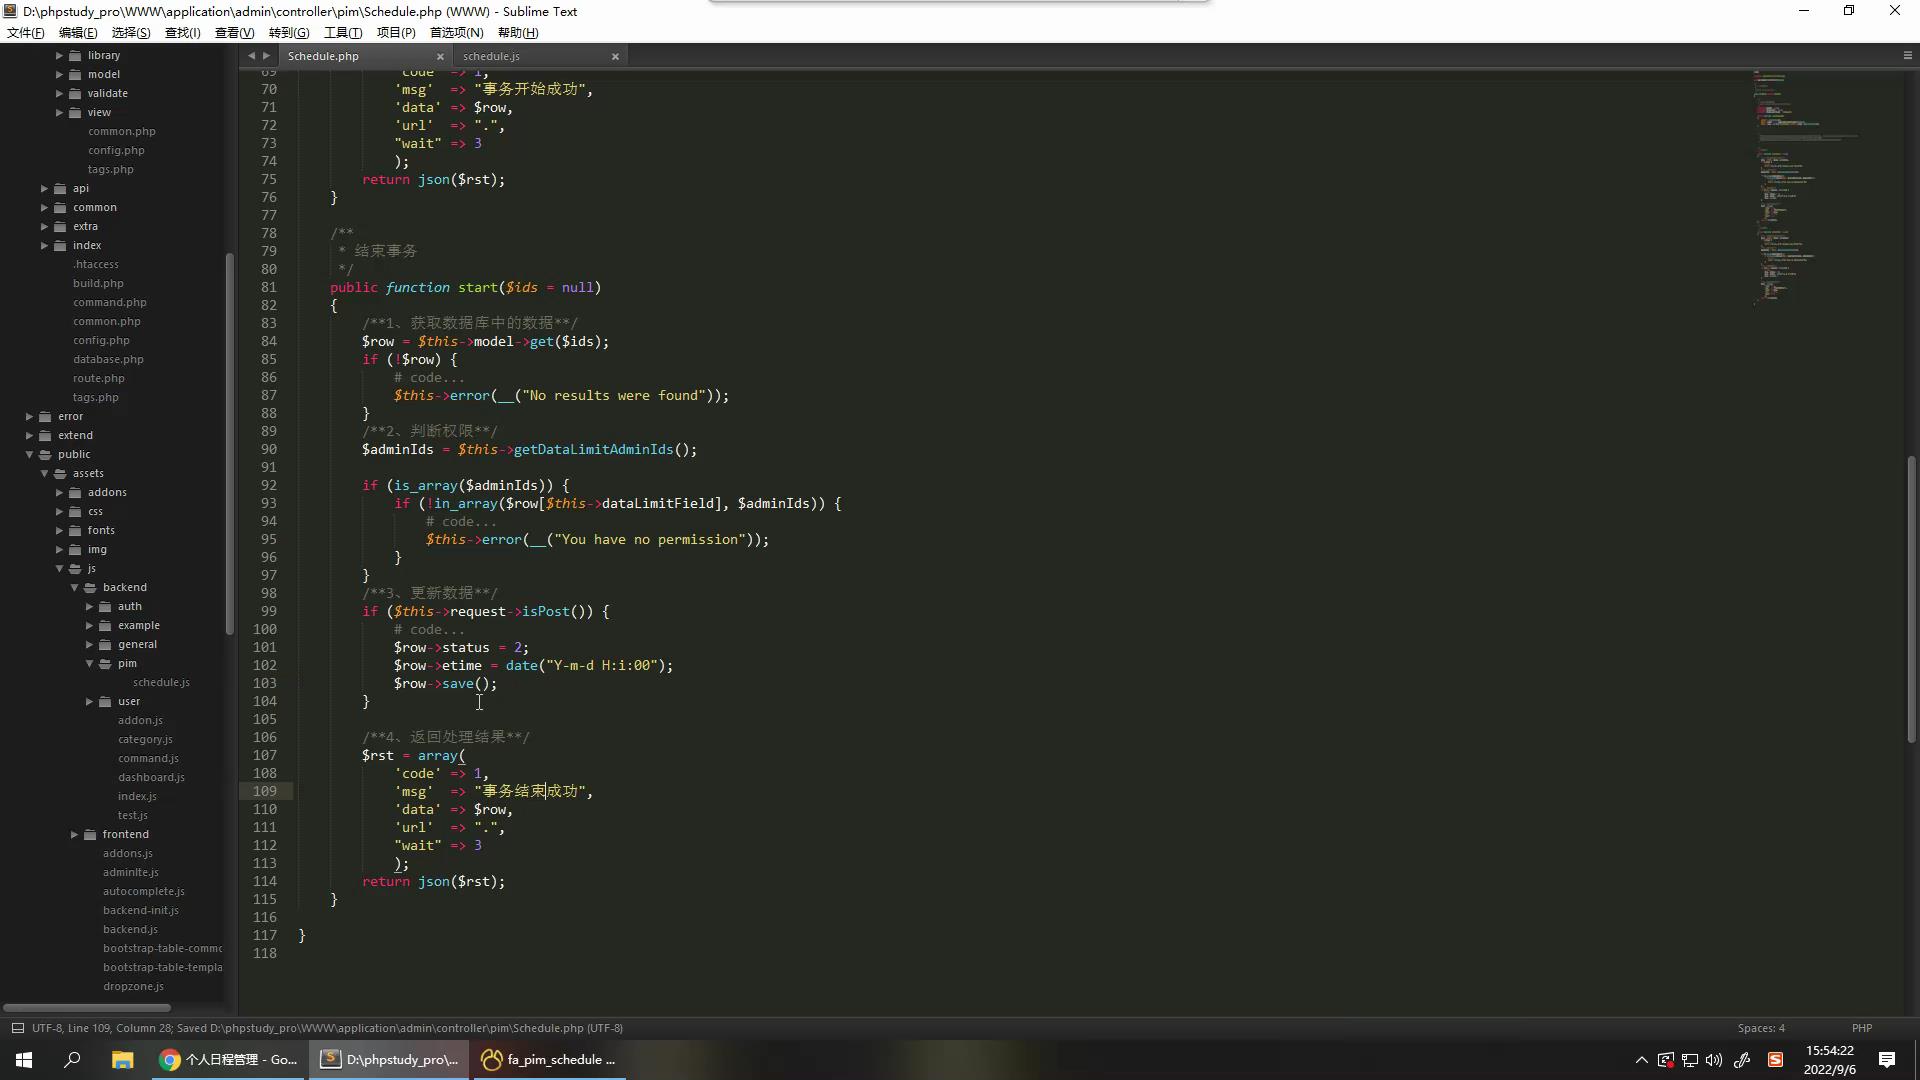 D:\phpstudy_pro\WWW\application\admin\controller\pim\Schedule.php (WWW) - Sublime Text
文件(F) 编辑(E) 选择(S) 查找(I) 查看(V) 转到(G) 工具(T) 项目(P) 首选项(N) 帮助(H)
library
model
validate
view
common.php
config.php
tags.php
api
common
extra
index
.htaccess
build.php
command.php
common.php
config.php
database.php
route.php
tags.php
error
extend
public
assets
addons
css
fonts
img
js
backend
auth
example
general
pim
schedule.js
user
addon.js
category.js
command.js
dashboard.js
index.js
test.js
frontend
addons.js
adminlte.js
autocomplete.js
backend-init.js
backend.js
bootstrap-table-commo
bootstrap-table-templa
dropzone.js
Schedule.php
schedule.js
69 'code' => 1,
70 'msg' => "事务开始成功",
71 'data' => $row,
72 'url' => ".",
73 "wait" => 3
74 );
75 return json($rst);
76 }
77
78 /**
79 * 结束事务
80 */
81 public function start($ids = null)
82 {
83 /**1、获取数据库中的数据**/
84 $row = $this->model->get($ids);
85 if (!$row) {
86 # code...
87 $this->error(__("No results were found"));
88 }
89 /**2、判断权限**/
90 $adminIds = $this->getDataLimitAdminIds();
91
92 if (is_array($adminIds)) {
93 if (!in_array($row[$this->dataLimitField], $adminIds)) {
94 # code...
95 $this->error(__("You have no permission"));
96 }
97 }
98 /**3、更新数据**/
99 if ($this->request->isPost()) {
100 # code...
101 $row->status = 2;
102 $row->etime = date("Y-m-d H:i:00");
103 $row->save();
104 }
105
106 /**4、返回处理结果**/
107 $rst = array(
108 'code' => 1,
109 'msg' => "事务结束成功",
110 'data' => $row,
111 'url' => ".",
112 "wait" => 3
113 );
114 return json($rst);
115 }
116
117 }
118
UTF-8, Line 109, Column 28; Saved D:\phpstudy_pro\WWW\application\admin\controller\pim\Schedule.php (UTF-8)
Spaces: 4
PHP
个人日程管理 - Go...
D:\phpstudy_pro\...
fa_pim_schedule ...
15:54:22
2022/9/6